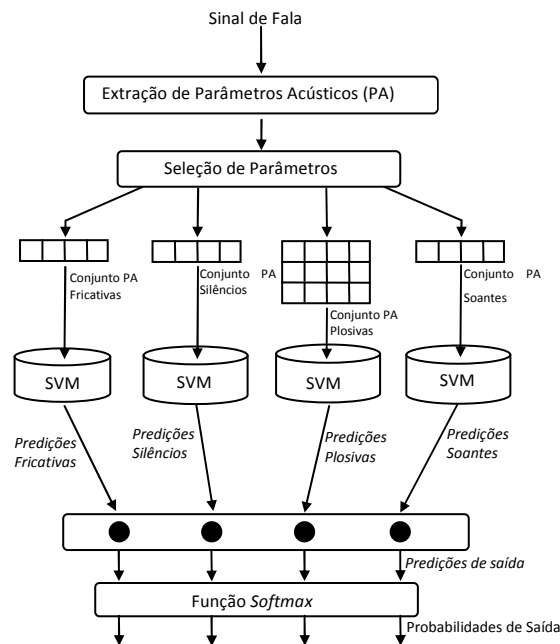 Sinal de Fala
Extração de Parâmetros Acústicos (PA)
Seleção de Parâmetros
Conjunto PA
Fricativas
Conjunto PA
Silêncios
Conjunto PA
Plosivas
Conjunto PA
Soantes
SVM
SVM
SVM
SVM
Predições
Fricativas
Predições
Silêncios
Predições
Plosivas
Predições
Soantes
Predições de saída
Função Softmax
Probabilidades de Saída